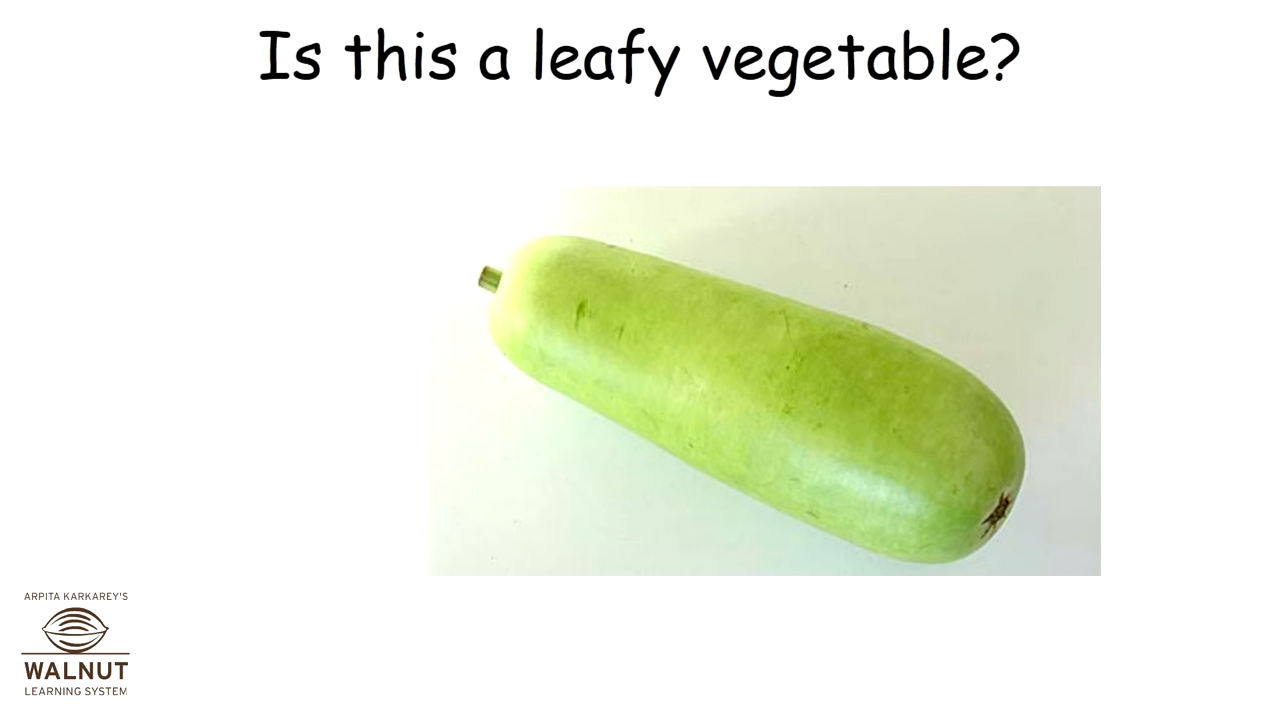 Is this a leafy vegetable?
ARPITA KARKAREY'S
WALNUT
LEARNING SYSTEM